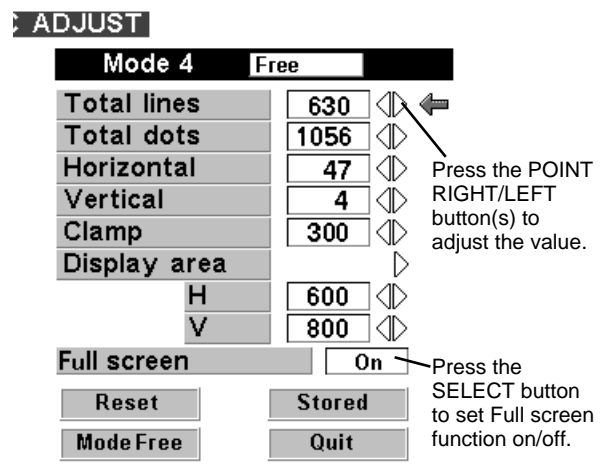 C ADJUST
Mode 4 Free
Total lines 630
Total dots 1056
Horizontal 47
Vertical 4
Clamp 300
Display area
H 600
V 800
Full screen On
Reset Stored
Mode Free Quit
Press the POINT
RIGHT/LEFT
button(s) to
adjust the value.
Press the
SELECT button
to set Full screen
function on/off.